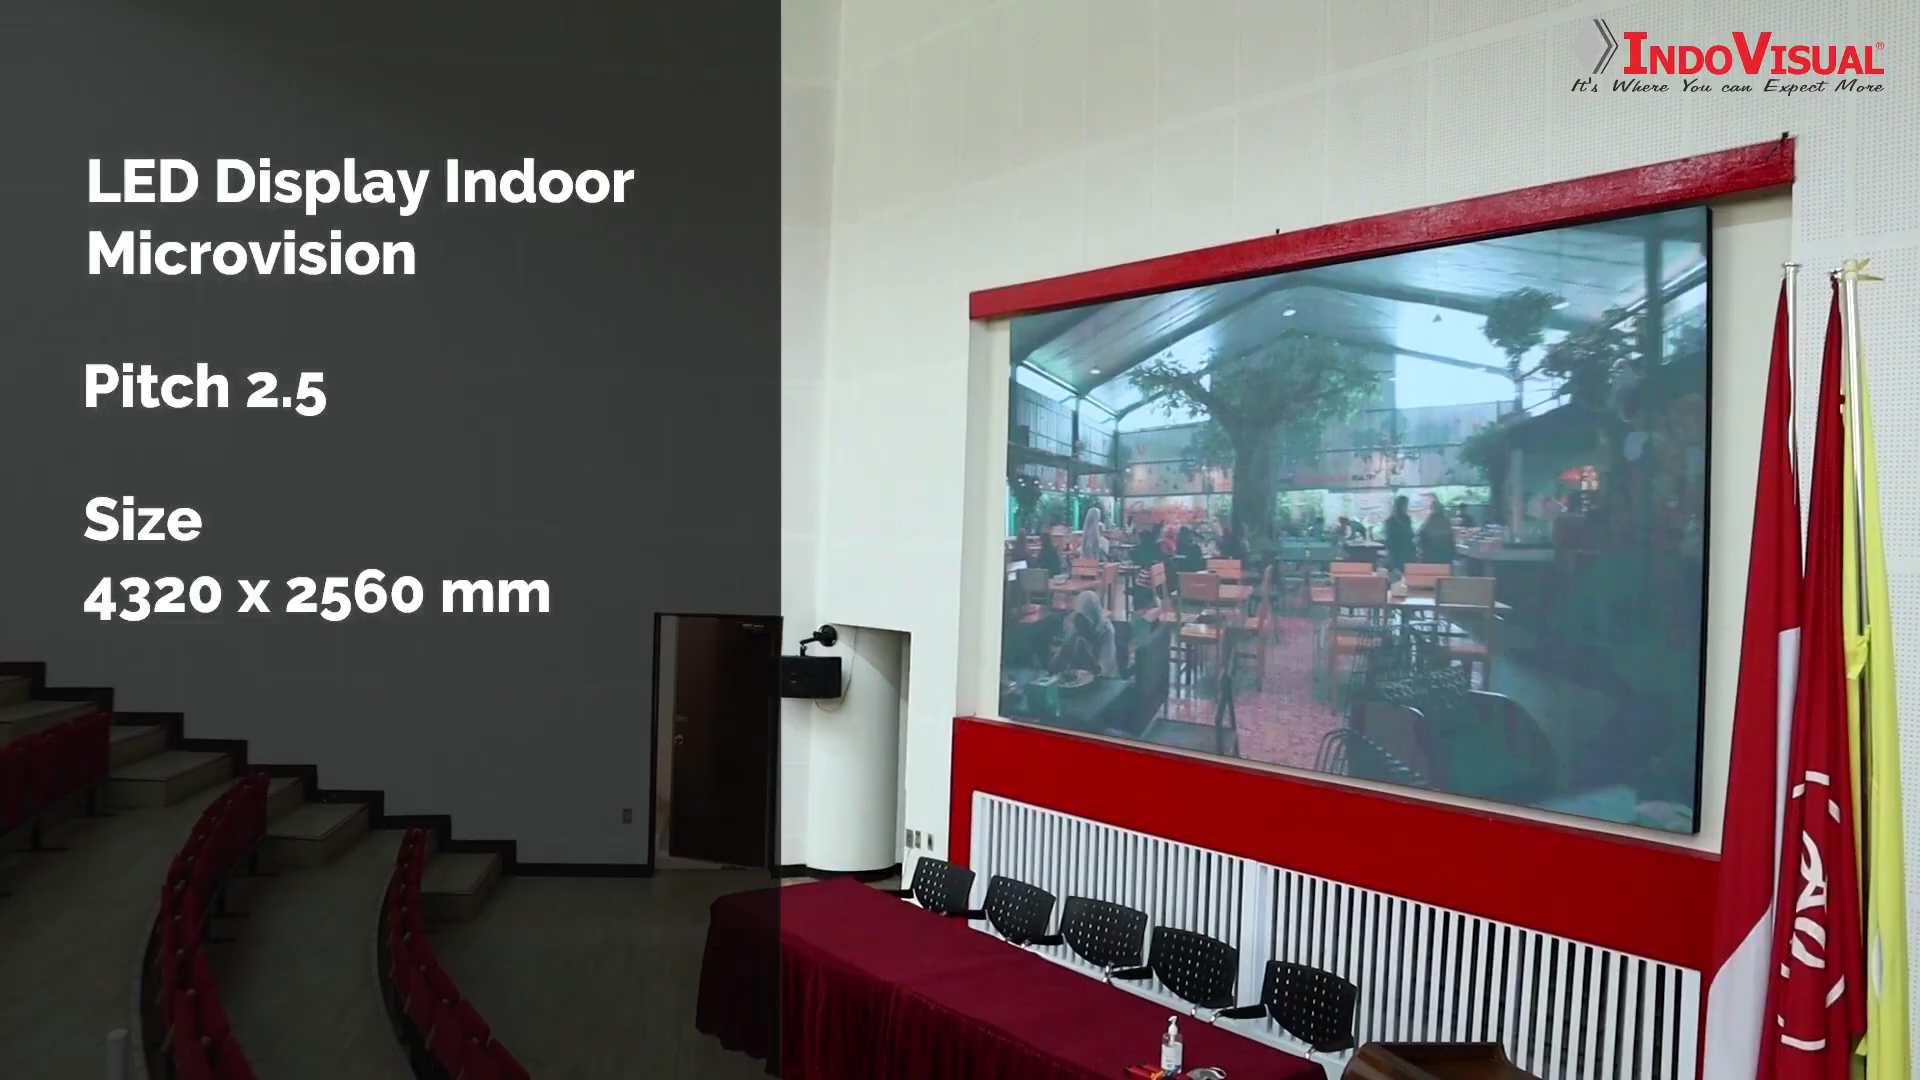 INDOVISUAL®
It's Where You can Expect More
LED Display Indoor
Microvision
Pitch 2.5
Size
4320 x 2560 mm